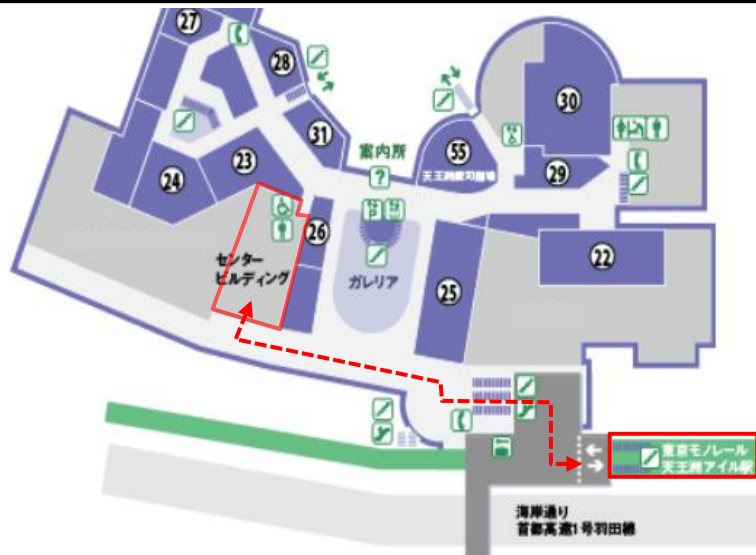 27
28
30
31
案内所
?
55
天王洲銀河劇場
23
24
29
26
センター
ビルディング
ガレリア
22
25
東京モノレール
天王洲アイル駅
海岸通り
首都高速1号羽田線